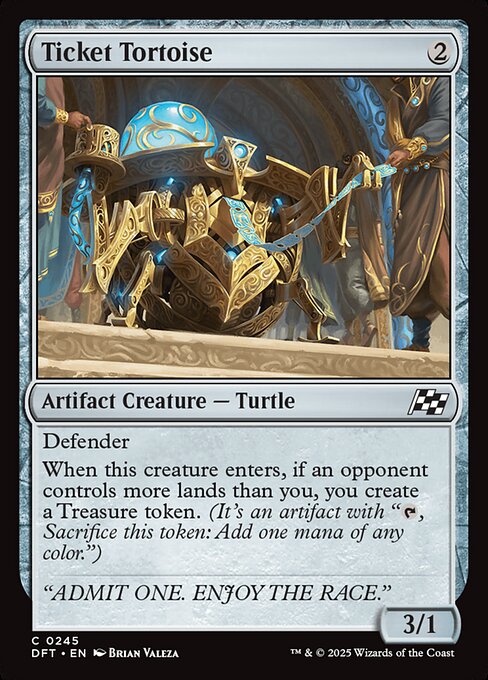 Ticket Tortoise 2
Artifact Creature — Turtle
Defender
When this creature enters, if an opponent
controls more lands than you, you create
a Treasure token. (It's an artifact with “,
Sacrifice this token: Add one mana of any
color.”)
“ADMIT ONE. ENJOY THE RACE.”
3/1
C 0245
DFT • EN Brian Valeza
™ & © 2025 Wizards of the Coast